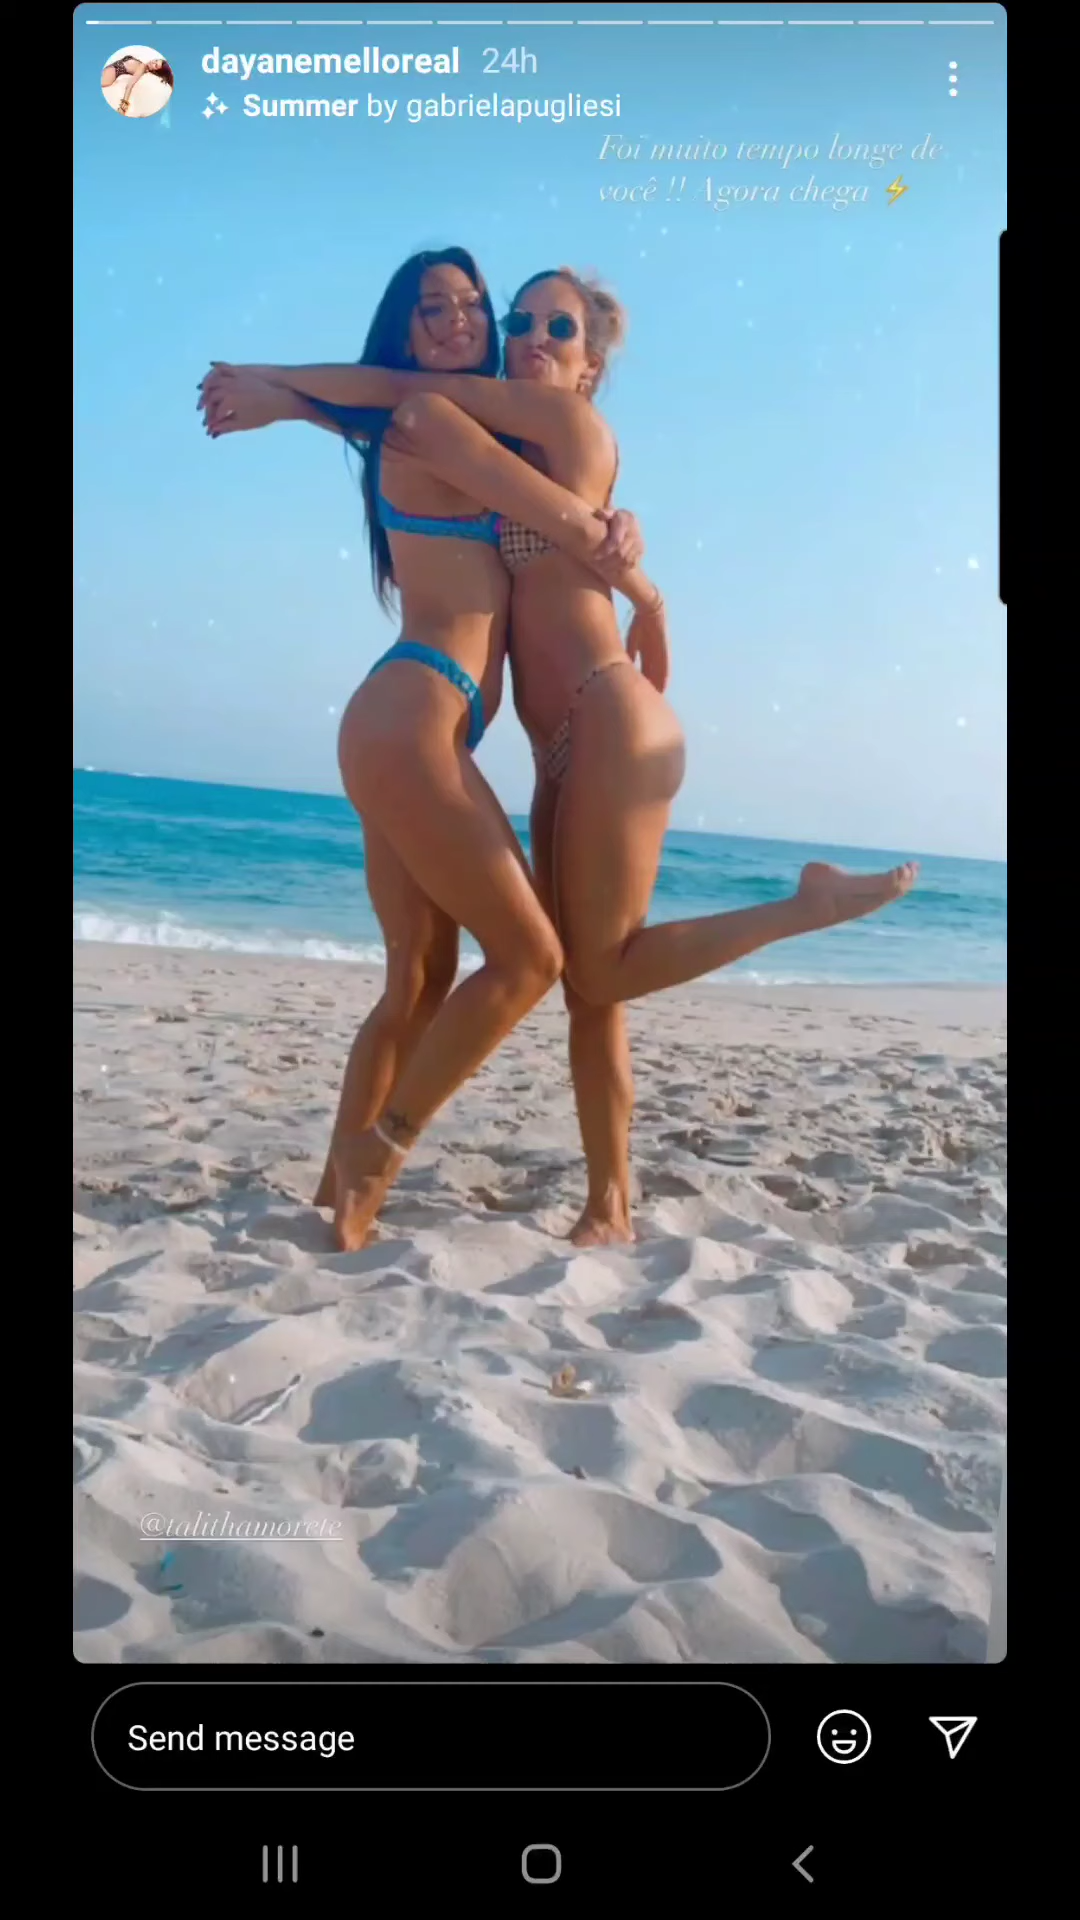 dayanemelloreal 24h
Summer by gabrielapugliesi
Foi muito tempo longe de
você !! Agora chega ⚡
@talithamorete
Send message